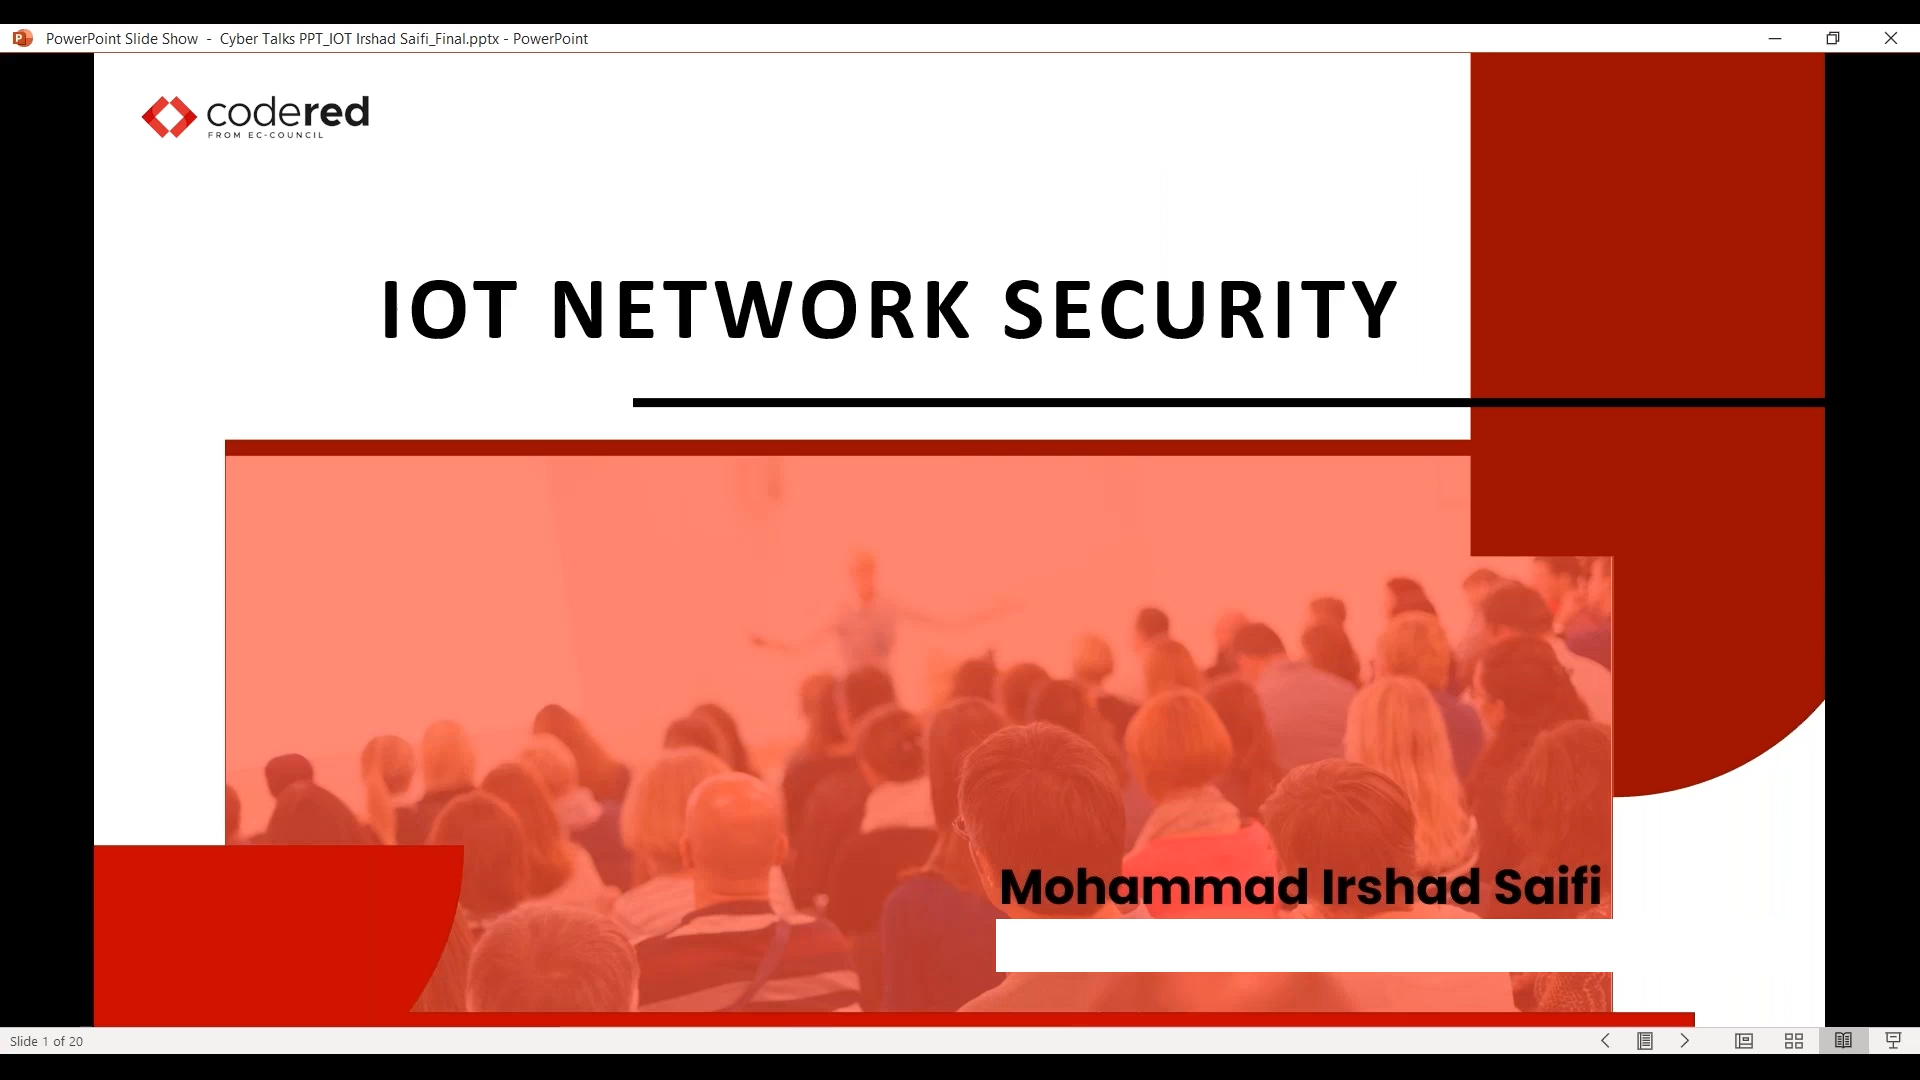 PowerPoint Slide Show - Cyber Talks PPT_IOT Irshad Saifi_Final.pptx - PowerPoint
codered
FROM EC-COUNCIL
IOT NETWORK SECURITY
Mohammad Irshad Saifi
Slide 1 of 20